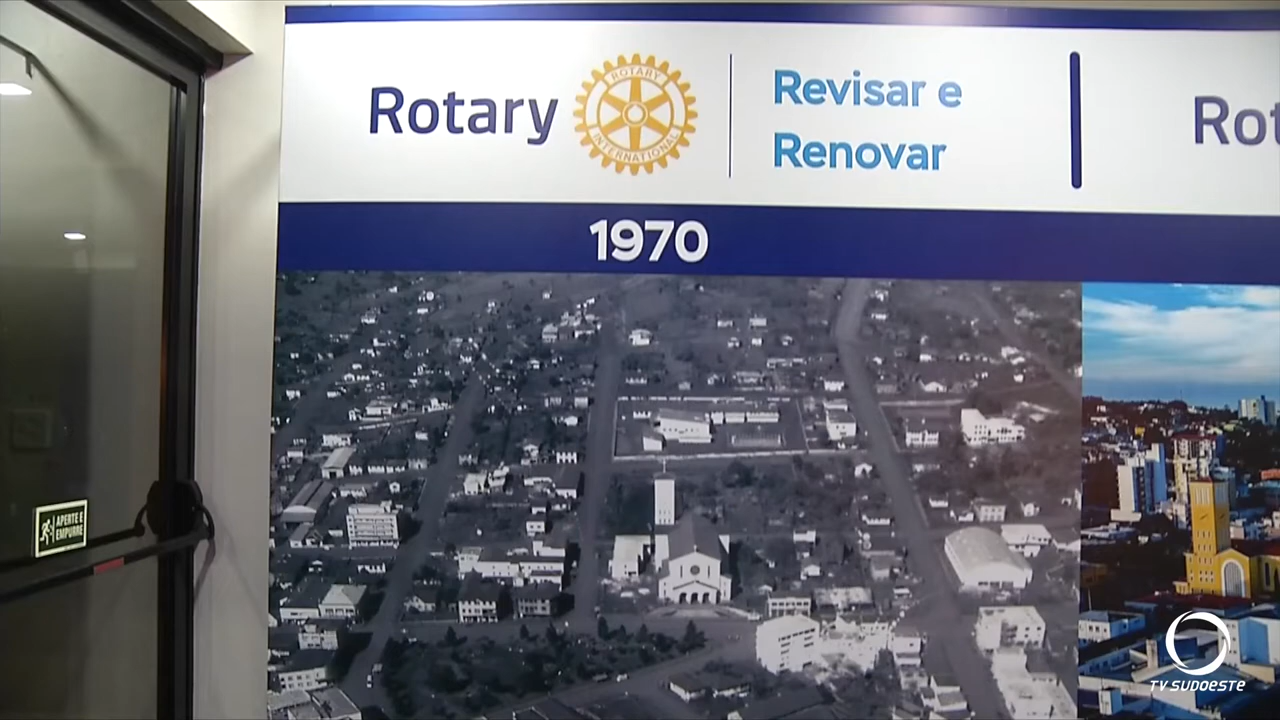 Rotary
ROTARY
INTERNATIONAL
Revisar e
Renovar
Rot
1970
APERTE E
EMPURRE
TV SUDOESTE